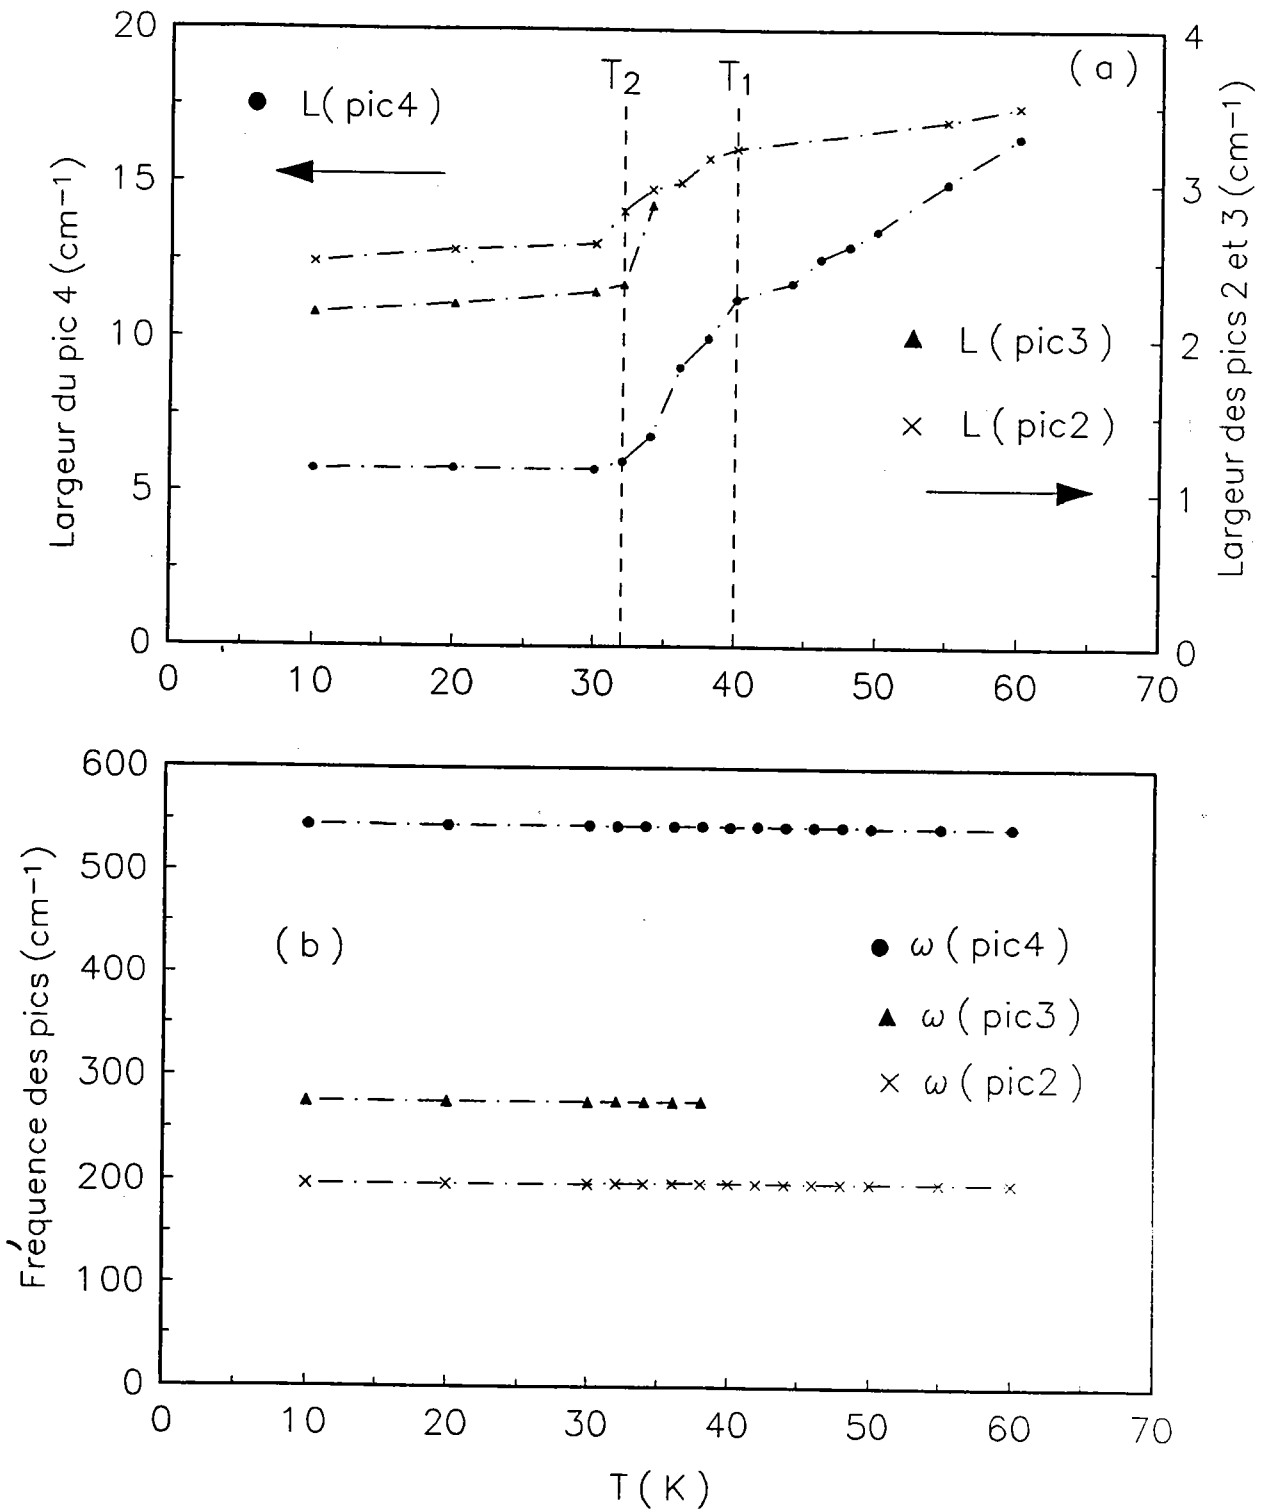 20
15
10
5
0
Largeur du pic 4 (cm-1)
L(pic4)
T2
T1
(a)
4
3
2
1
0
Largeur des pics 2 et 3 (cm-1)
L(pic3)
L(pic2)
0 10 20 30 40 50 60 70
600
500
400
300
200
100
0
Fréquence des pics (cm-1)
(b)
ω(pic4)
ω(pic3)
ω(pic2)
0 10 20 30 40 50 60 70
T(K)